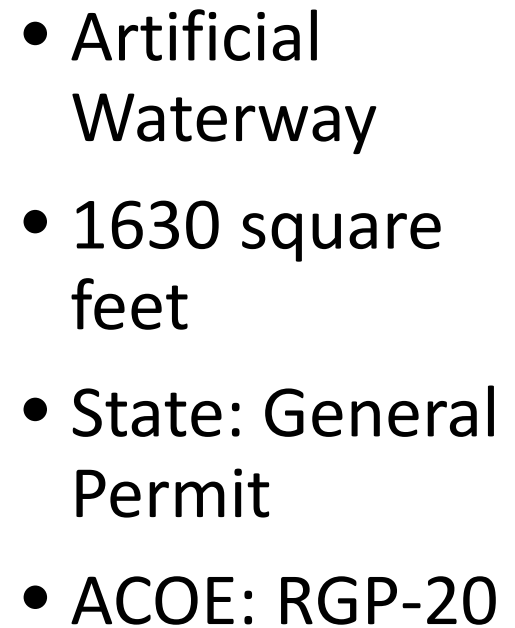 • Artificial
Waterway
• 1630 square
feet
• State: General
Permit
• ACOE: RGP-20